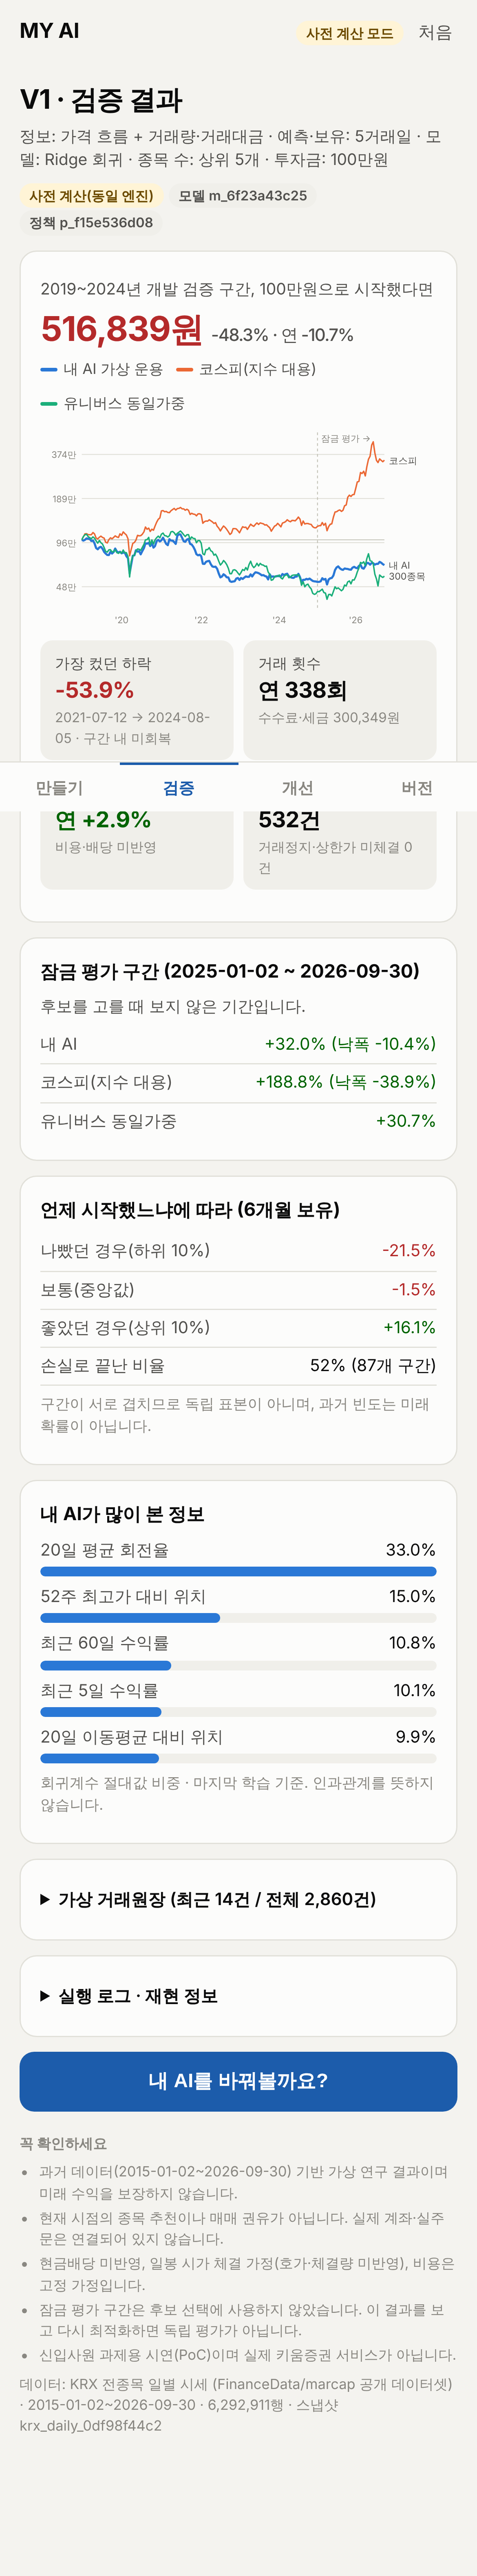 MY AI
사전 계산 모드
처음
V1 · 검증 결과
정보: 가격 흐름 + 거래량·거래대금 · 예측·보유: 5거래일 · 모
델: Ridge 회귀 · 종목 수: 상위 5개 · 투자금: 100만원
사전 계산(동일 엔진)
모델 m_6f23a43c25
정책 p_f15e536d08
2019~2024년 개발 검증 구간, 100만원으로 시작했다면
516,839원 -48.3% · 연 -10.7%
내 AI 가상 운용
코스피(지수 대용)
유니버스 동일가중
잠금 평가 →
374만
코스피
189만
96만
내 AI
300종목
48만
'20
'22
'24
'26
가장 컸던 하락
-53.9%
2021-07-12 → 2024-08-
05 · 구간 내 미회복
거래 횟수
연 338회
수수료·세금 300,349원
만들기
검증
개선
버전
연 +2.9%
비용·배당 미반영
532건
거래정지·상한가 미체결 0
건
잠금 평가 구간 (2025-01-02 ~ 2026-09-30)
후보를 고를 때 보지 않은 기간입니다.
내 AI +32.0% (낙폭 -10.4%)
코스피(지수 대용) +188.8% (낙폭 -38.9%)
유니버스 동일가중 +30.7%
언제 시작했느냐에 따라 (6개월 보유)
나빴던 경우(하위 10%) -21.5%
보통(중앙값) -1.5%
좋았던 경우(상위 10%) +16.1%
손실로 끝난 비율 52% (87개 구간)
구간이 서로 겹치므로 독립 표본이 아니며, 과거 빈도는 미래
확률이 아닙니다.
내 AI가 많이 본 정보
20일 평균 회전율 33.0%
52주 최고가 대비 위치 15.0%
최근 60일 수익률 10.8%
최근 5일 수익률 10.1%
20일 이동평균 대비 위치 9.9%
회귀계수 절대값 비중 · 마지막 학습 기준. 인과관계를 뜻하지
않습니다.
▶ 가상 거래원장 (최근 14건 / 전체 2,860건)
▶ 실행 로그 · 재현 정보
내 AI를 바꿔볼까요?
꼭 확인하세요
• 과거 데이터(2015-01-02~2026-09-30) 기반 가상 연구 결과이며
미래 수익을 보장하지 않습니다.
• 현재 시점의 종목 추천이나 매매 권유가 아닙니다. 실제 계좌·실주
문은 연결되어 있지 않습니다.
• 현금배당 미반영, 일봉 시가 체결 가정(호가·체결량 미반영), 비용은
고정 가정입니다.
• 잠금 평가 구간은 후보 선택에 사용하지 않았습니다. 이 결과를 보
고 다시 최적화하면 독립 평가가 아닙니다.
• 신입사원 과제용 시연(PoC)이며 실제 키움증권 서비스가 아닙니다.
데이터: KRX 전종목 일별 시세 (FinanceData/marcap 공개 데이터셋)
· 2015-01-02~2026-09-30 · 6,292,911행 · 스냅샷
krx_daily_0df98f44c2